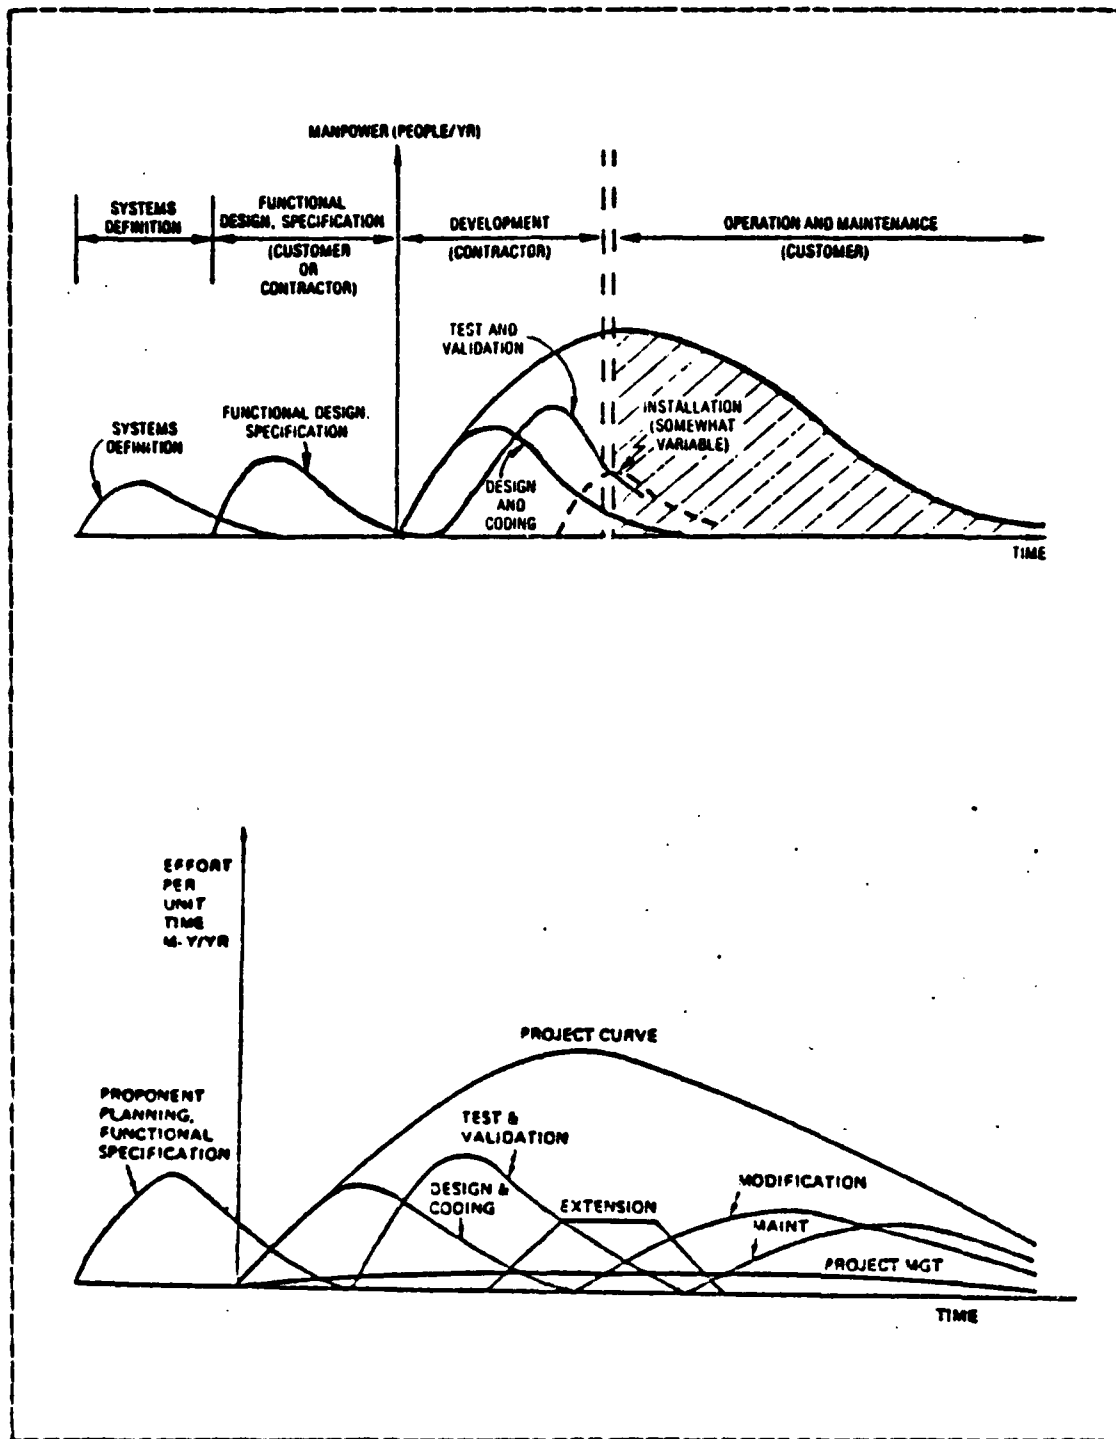 MANPOWER (PEOPLE/YR)
SYSTEMS
DEFINITION
FUNCTIONAL
DESIGN, SPECIFICATION
(CUSTOMER
OR
CONTRACTOR)
DEVELOPMENT
(CONTRACTOR)
OPERATION AND MAINTENANCE
(CUSTOMER)
TEST AND
VALIDATION
SYSTEMS
DEFINITION
FUNCTIONAL DESIGN,
SPECIFICATION
INSTALLATION
(SOMEWHAT
VARIABLE)
DESIGN
AND
CODING
TIME
EFFORT
PER
UNIT
TIME
M-Y/YR
PROJECT CURVE
PROPONENT
PLANNING,
FUNCTIONAL
SPECIFICATION
TEST &
VALIDATION
DESIGN &
CODING
EXTENSION
MODIFICATION
MAINT
PROJECT MGT
TIME